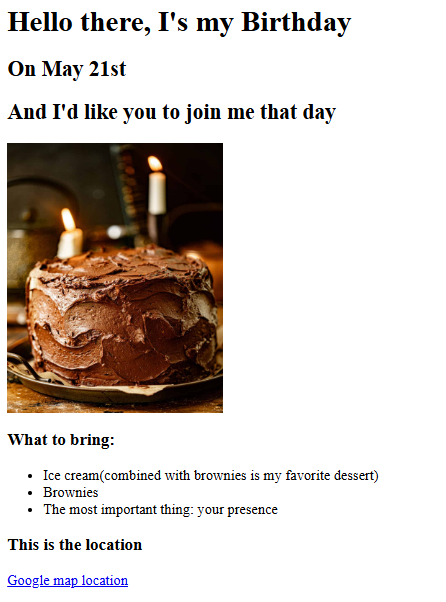 Hello there, I's my Birthday
On May 21st
And I'd like you to join me that day
What to bring:
Ice cream(combined with brownies is my favorite dessert)
Brownies
The most important thing: your presence
This is the location
Google map location